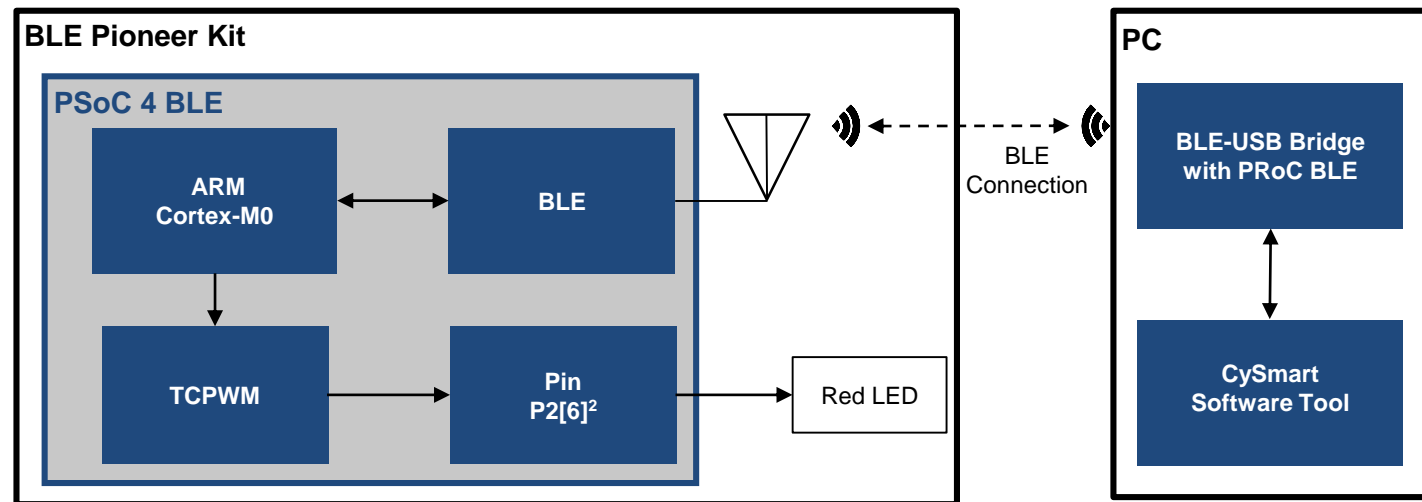 BLE Pioneer Kit
PSoC 4 BLE
ARM
Cortex-M0
BLE
TCPWM
Pin
P2[6]²
Red LED
BLE
Connection
PC
BLE-USB Bridge
with PRoC BLE
CySmart
Software Tool